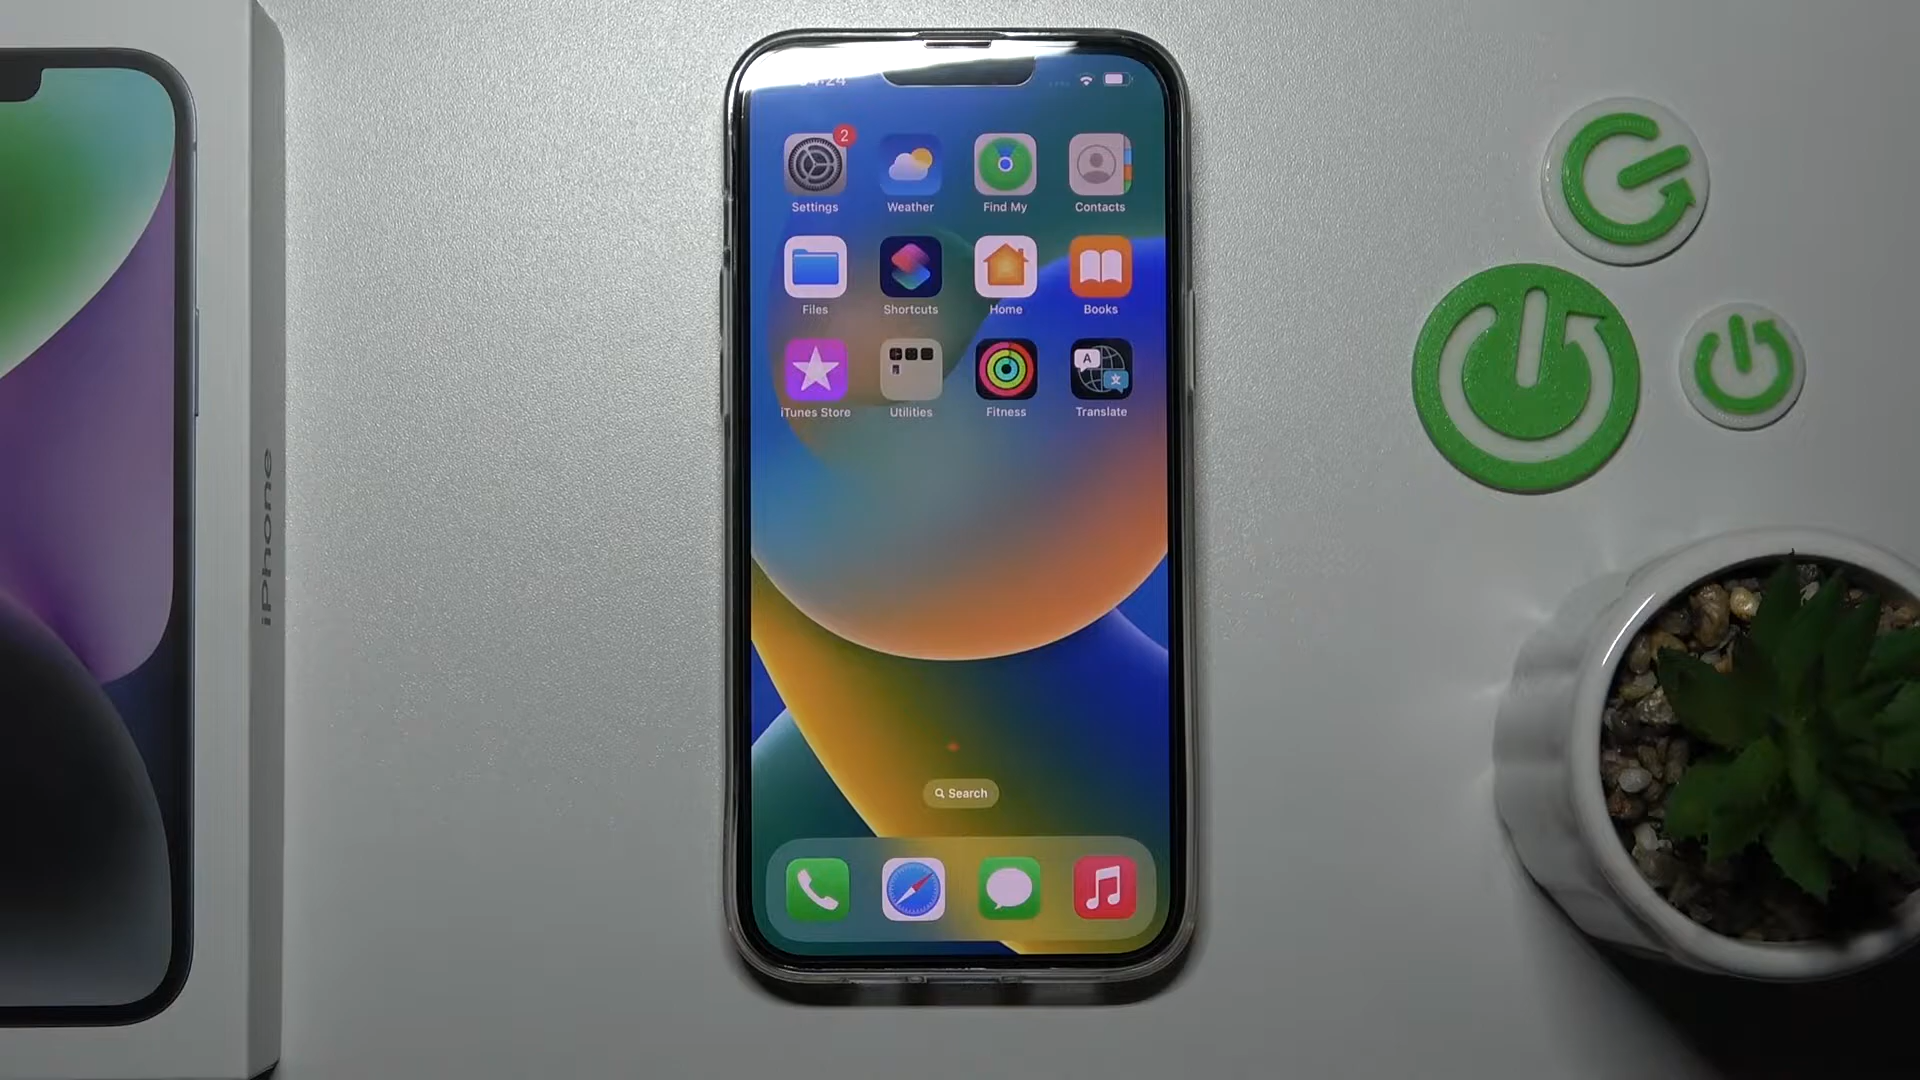 iPhone
2
Settings
Weather
Find My
Contacts
Files
Shortcuts
Home
Books
iTunes Store
Utilities
Fitness
Translate
Search